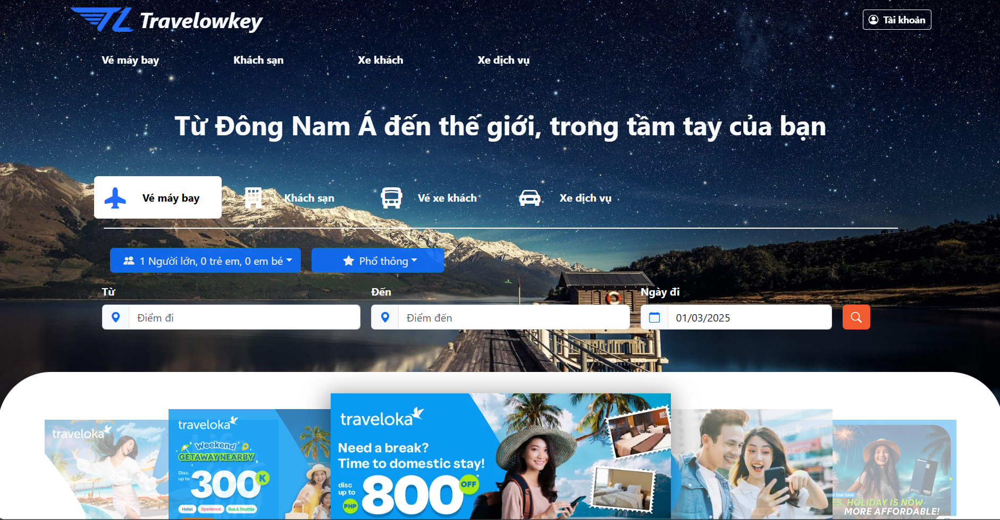 Travelowkey
Tài khoản
Vé máy bay
Khách sạn
Xe khách
Xe dịch vụ
Từ Đông Nam Á đến thế giới, trong tầm tay của bạn
Vé máy bay
Khách sạn
Vé xe khách
Xe dịch vụ
1 Người lớn, 0 trẻ em, 0 em bé
Phổ thông
Từ
Đến
Ngày đi
Điểm đi
Điểm đến
01/03/2025
traveloka
traveloka
Weekend
GETAWAY NEARBY
Disc.
up to
300K
Hotel
Xperience
Bus & Shuttle
traveloka
Need a break?
Time to domestic stay!
disc
up to
PHP
800
OFF*
End Sale
HOLIDAY IS NOW
MORE AFFORDABLE!
VISA